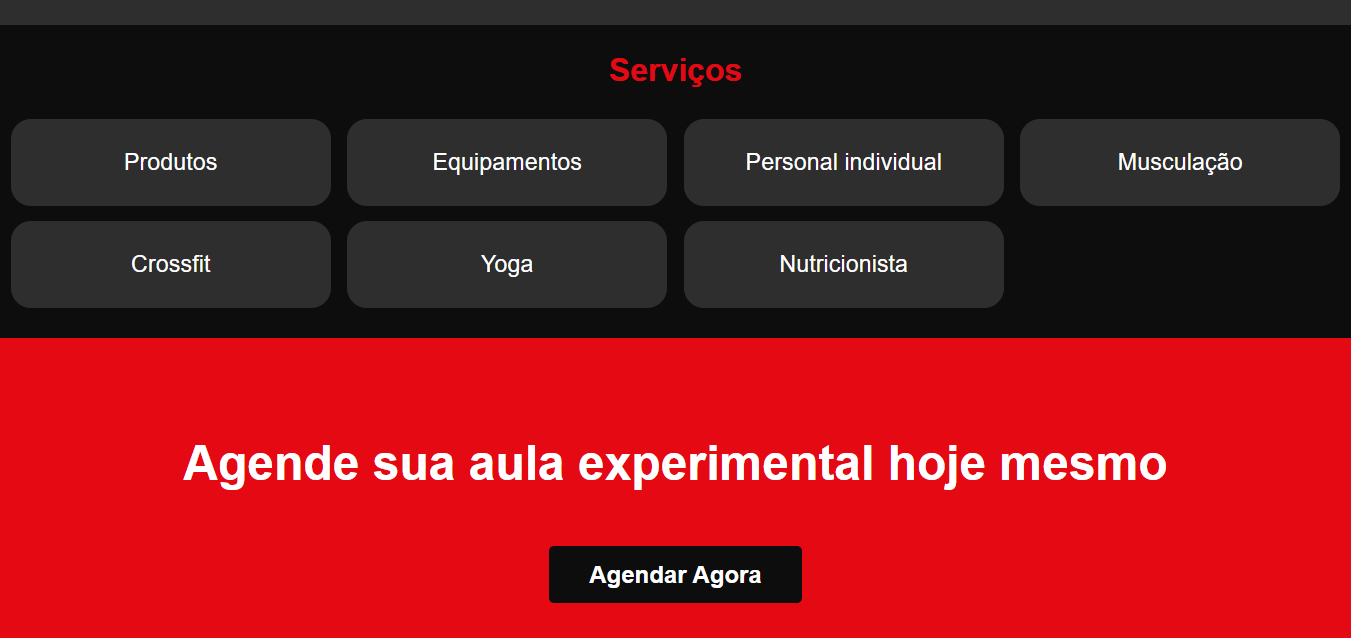 Serviços
Produtos
Equipamentos
Personal individual
Musculação
Crossfit
Yoga
Nutricionista
Agende sua aula experimental hoje mesmo
Agendar Agora